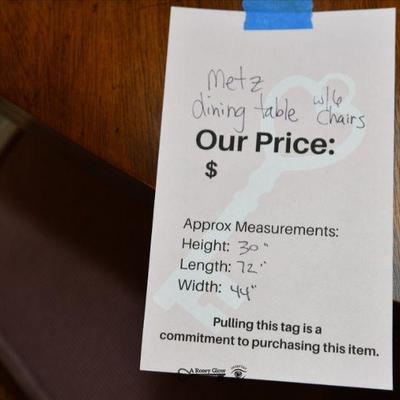 Metz
dining table w/6 chairs
Our Price:
$
Approx Measurements:
Height: 30"
Length: 72"
Width: 44"
Pulling this tag is a
commitment to purchasing this item.
A Rosey Glow